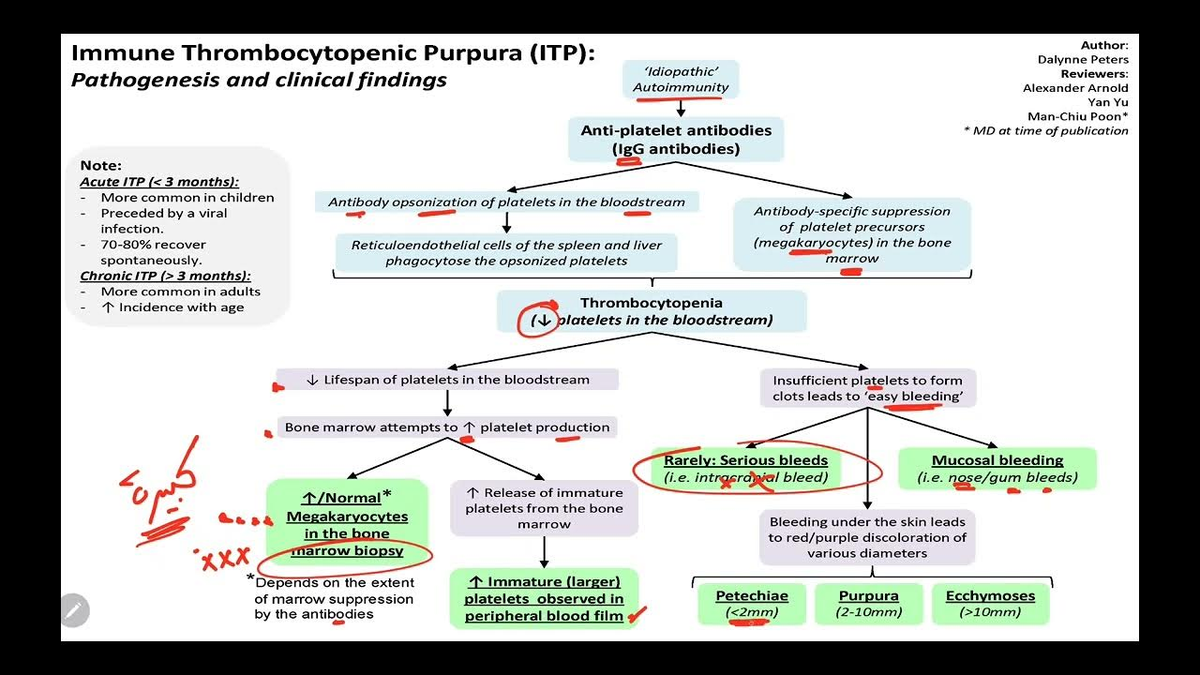 Immune Thrombocytopenic Purpura (ITP):
Pathogenesis and clinical findings
Author:
Dalynne Peters
Reviewers:
Alexander Arnold
Yan Yu
Man-Chiu Poon*
* MD at time of publication
‘Idiopathic’
Autoimmunity
Anti-platelet antibodies
(IgG antibodies)
Note:
Acute ITP (< 3 months):
- More common in children
- Preceded by a viral
infection.
- 70-80% recover
spontaneously.
Chronic ITP (> 3 months):
- More common in adults
- ↑ Incidence with age
Antibody opsonization of platelets in the bloodstream
Reticuloendothelial cells of the spleen and liver
phagocytose the opsonized platelets
Antibody-specific suppression
of platelet precursors
(megakaryocytes) in the bone
marrow
Thrombocytopenia
(↓ platelets in the bloodstream)
↓ Lifespan of platelets in the bloodstream
Bone marrow attempts to ↑ platelet production
Insufficient platelets to form
clots leads to ‘easy bleeding’
↑/Normal*
Megakaryocytes
in the bone
marrow biopsy
*Depends on the extent
of marrow suppression
by the antibodies
↑ Release of immature
platelets from the bone
marrow
↑ Immature (larger)
platelets observed in
peripheral blood film
Rarely: Serious bleeds
(i.e. intracranial bleed)
Mucosal bleeding
(i.e. nose/gum bleeds)
Bleeding under the skin leads
to red/purple discoloration of
various diameters
Petechiae
(<2mm)
Purpura
(2-10mm)
Ecchymoses
(>10mm)
xxx